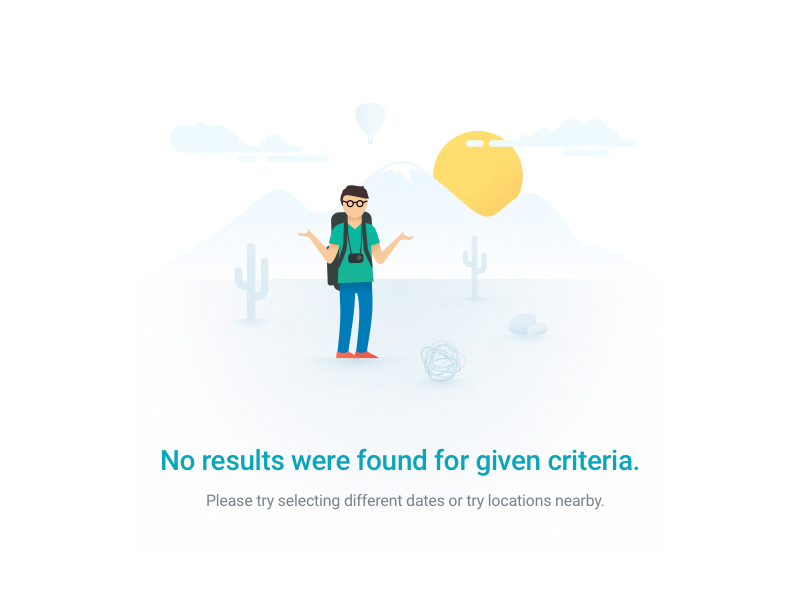 No results were found for given criteria.
Please try selecting different dates or try locations nearby.